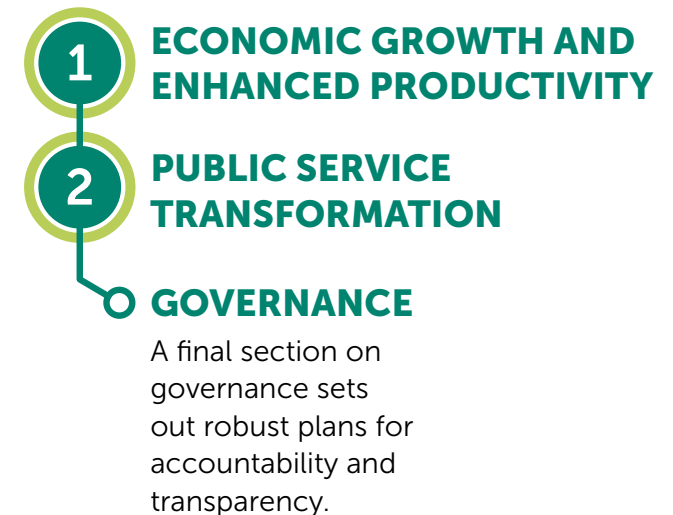 1
ECONOMIC GROWTH AND
ENHANCED PRODUCTIVITY
2
PUBLIC SERVICE
TRANSFORMATION
GOVERNANCE
A final section on
governance sets
out robust plans for
accountability and
transparency.